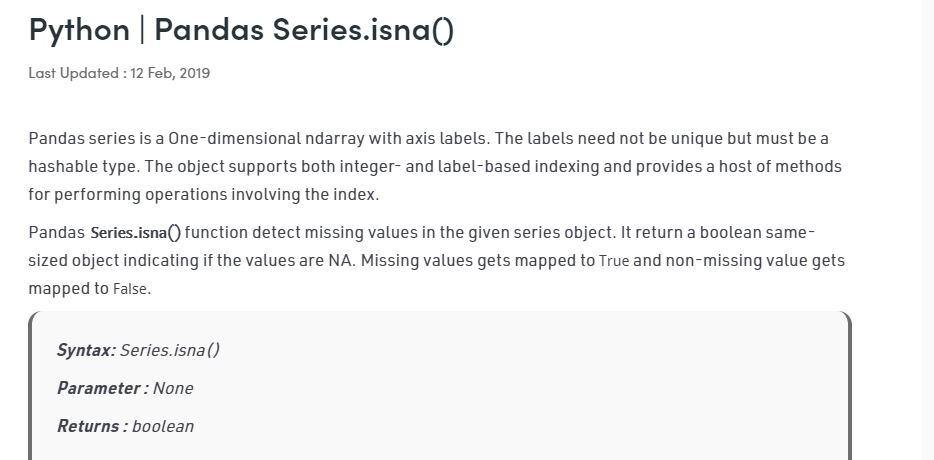 Python | Pandas Series.isna()
Last Updated : 12 Feb, 2019
Pandas series is a One-dimensional ndarray with axis labels. The labels need not be unique but must be a
hashable type. The object supports both integer- and label-based indexing and provides a host of methods
for performing operations involving the index.
Pandas Series.isna() function detect missing values in the given series object. It return a boolean same-
sized object indicating if the values are NA. Missing values gets mapped to True and non-missing value gets
mapped to False.
Syntax: Series.isna()
Parameter : None
Returns : boolean